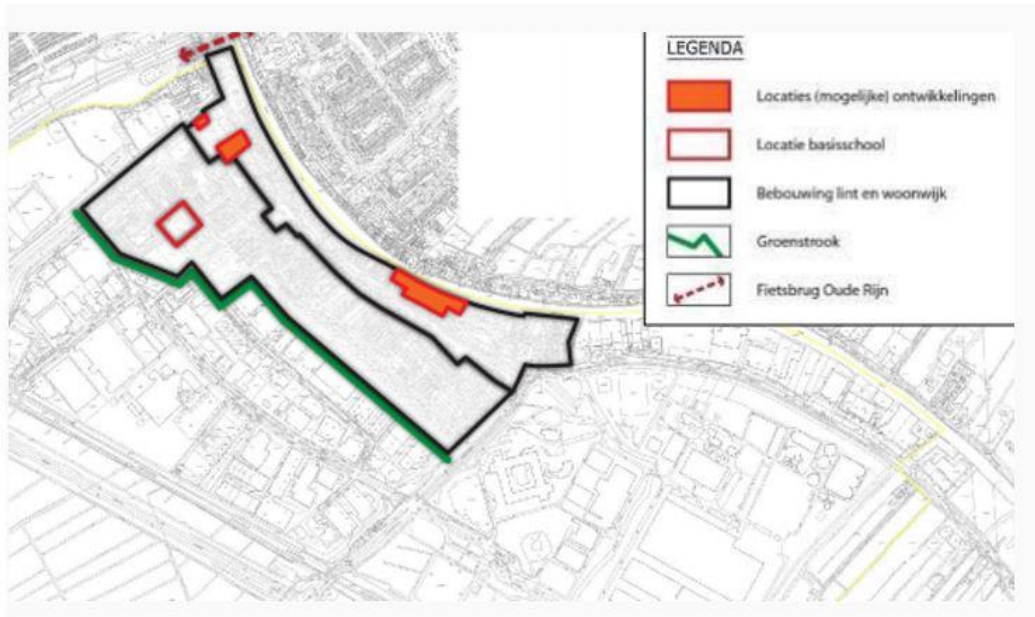 LEGENDA
Locaties (mogelijke) ontwikkelingen
Locatie basisschool
Bebouwing lint en woonwijk
Groenstrook
Fietsbrug Oude Rijn